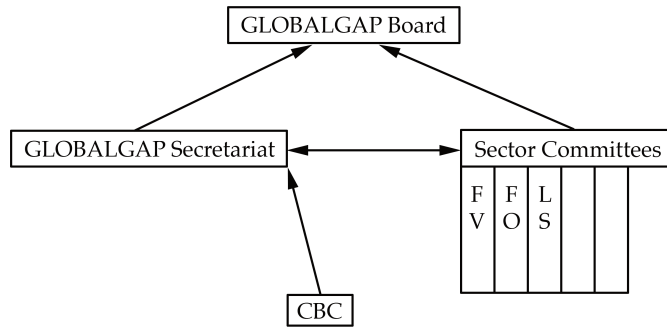 GLOBALGAP Board
GLOBALGAP Secretariat
Sector Committees
F V
F O
L S
CBC